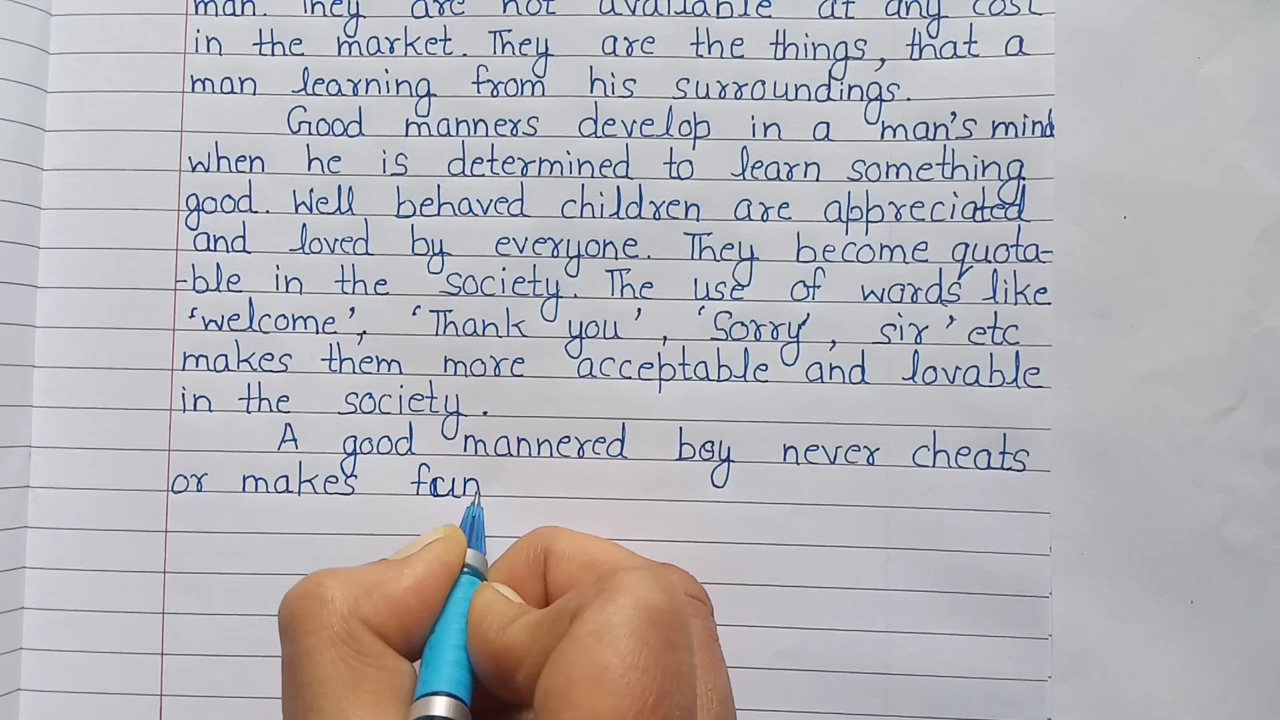 man. They are not available at any cost
in the market. They are the things, that a
man learning from his surroundings.
Good manners develop in a man's mind
when he is determined to learn something
good. Well behaved children are appreciated
and loved by everyone. They become quota-
-ble in the society. The use of words like
'welcome', 'Thank you', 'Sorry', sir' etc
makes them more acceptable and lovable
in the society.
A good mannered boy never cheats
or makes fun